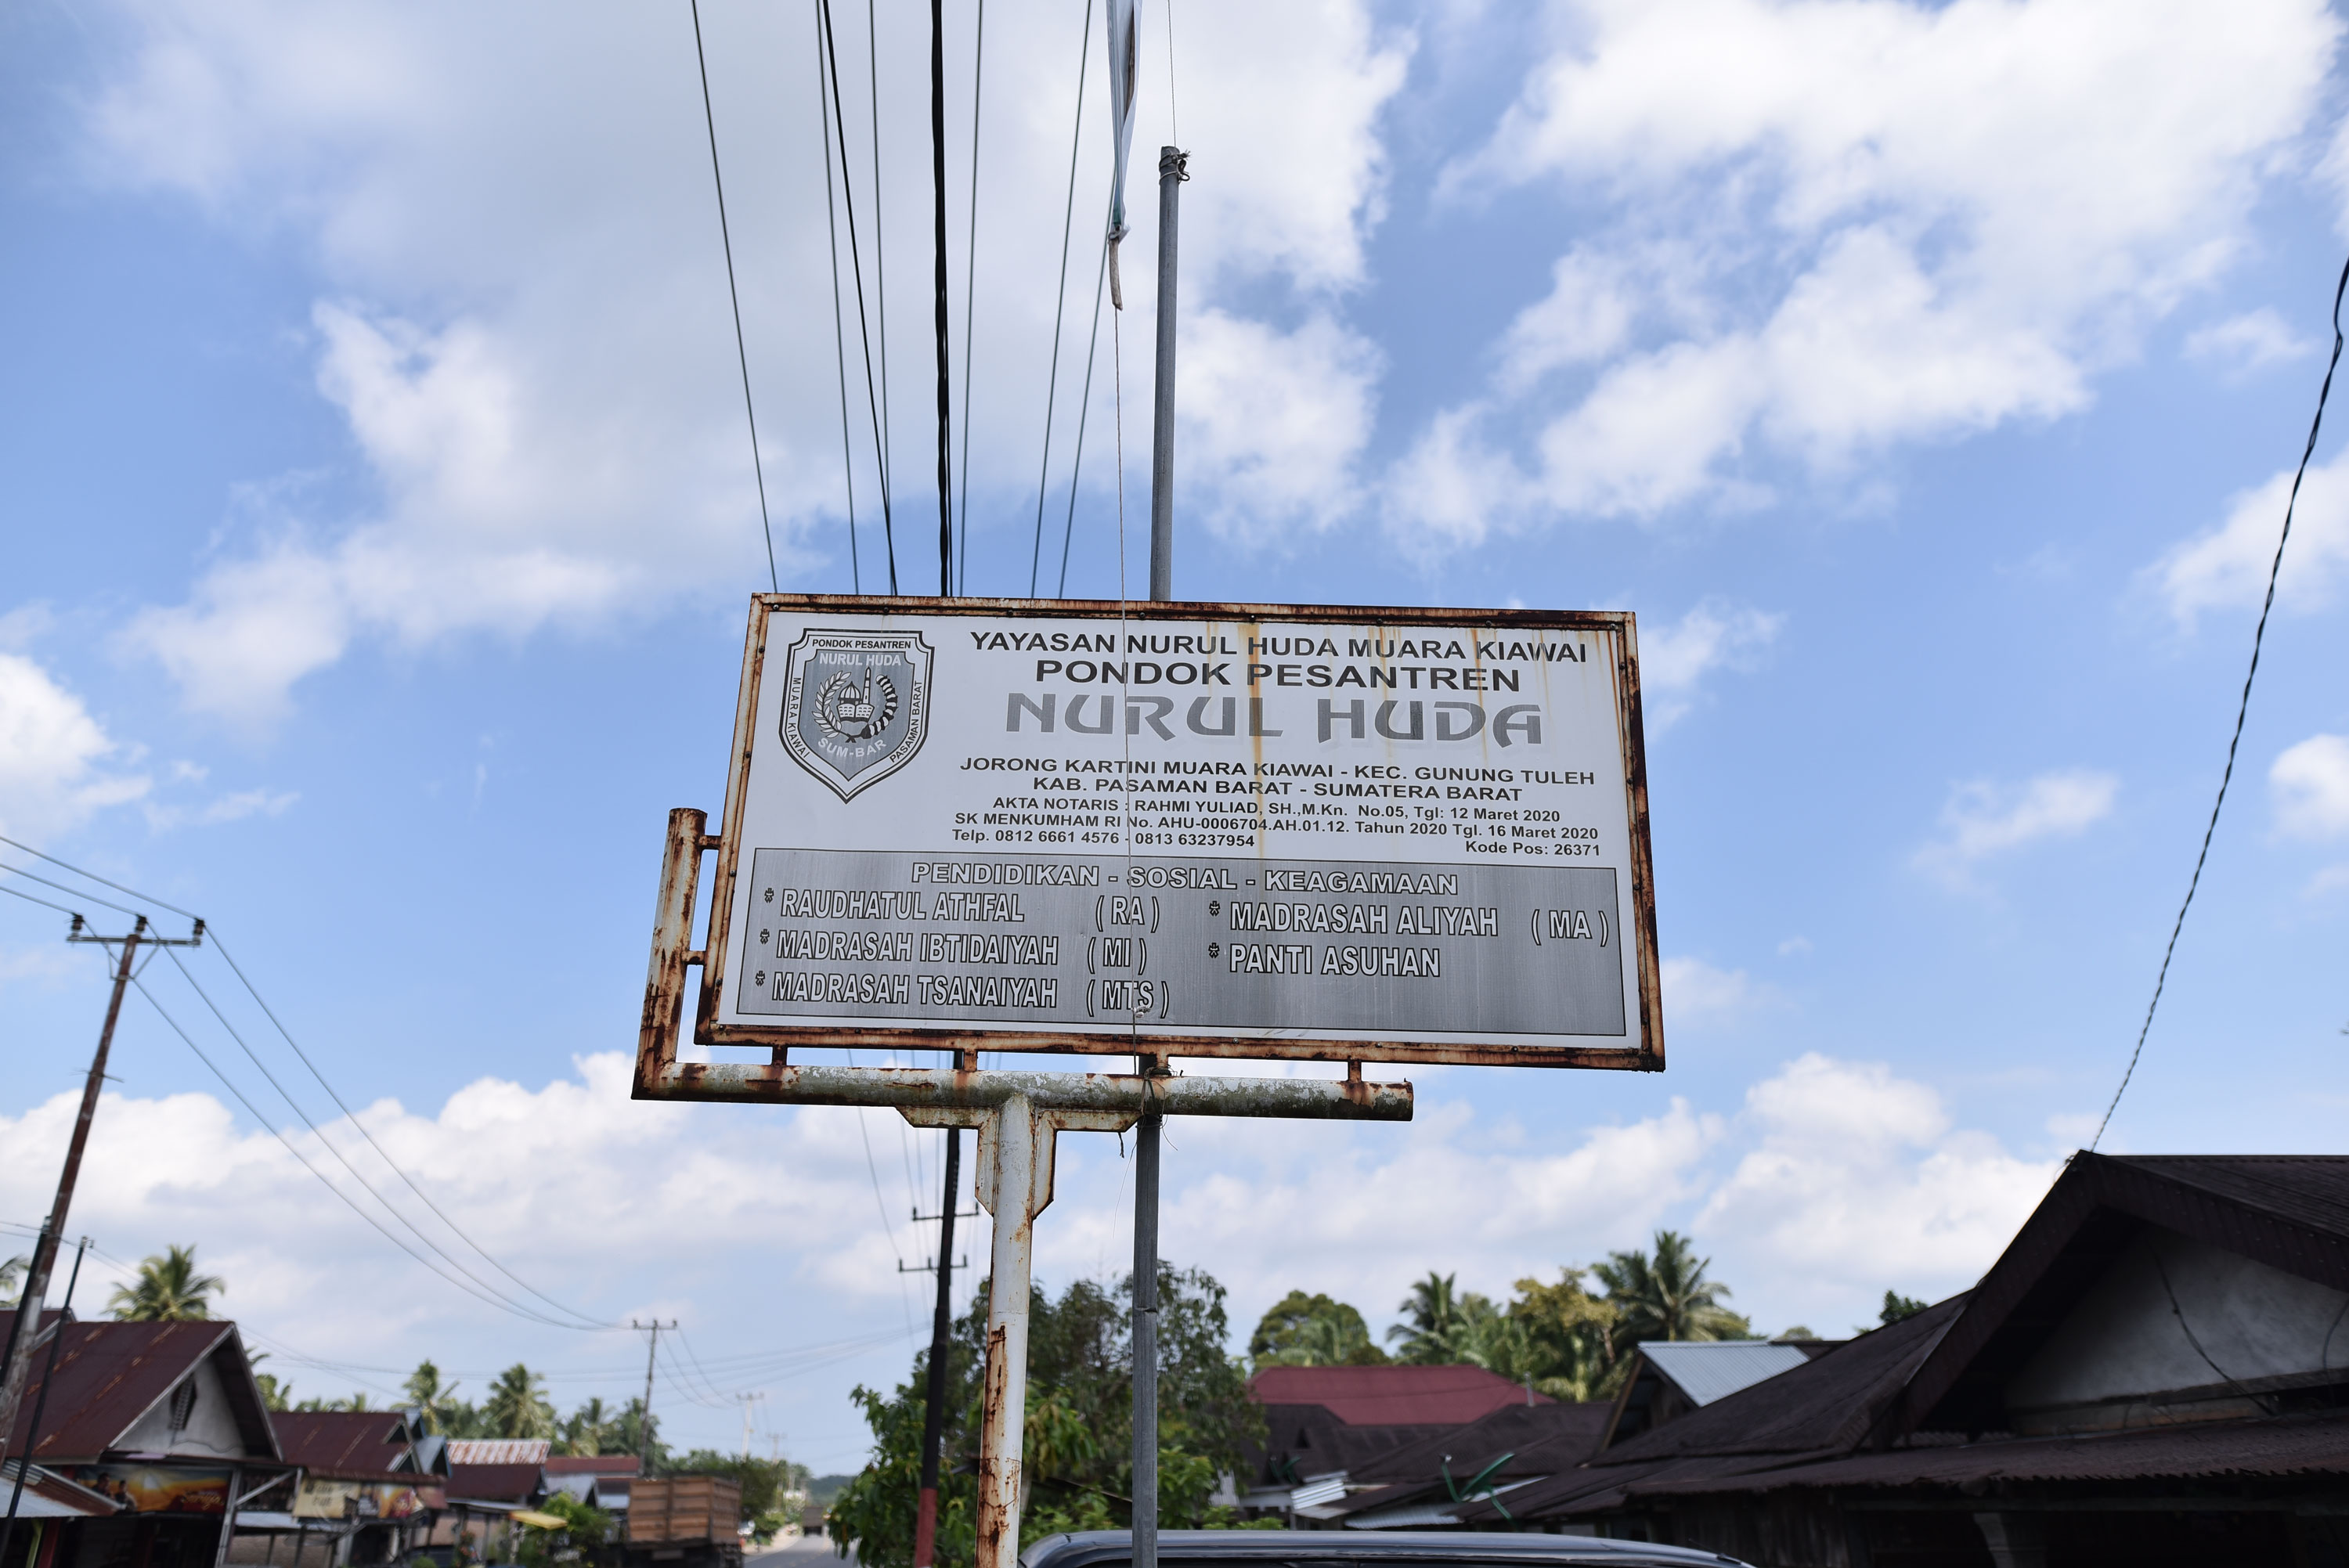 PONDOK PESANTREN
NURUL HUDA
MUARA KIAWAI
PASAMAN BARAT
SUM-BAR
YAYASAN NURUL HUDA MUARA KIAWAI
PONDOK PESANTREN
NURUL HUDA
JORONG KARTINI MUARA KIAWAI - KEC. GUNUNG TULEH
KAB. PASAMAN BARAT - SUMATERA BARAT
AKTA NOTARIS : RAHMI YULIAD, SH.,M.Kn. No.05, Tgl: 12 Maret 2020
SK MENKUMHAM RI No. AHU-0006704.AH.01.12. Tahun 2020 Tgl. 16 Maret 2020
Telp. 0812 6661 4576 - 0813 63237954 Kode Pos: 26371
PENDIDIKAN - SOSIAL - KEAGAMAAN
* RAUDHATUL ATHFAL ( RA ) * MADRASAH ALIYAH ( MA )
* MADRASAH IBTIDAIYAH ( MI ) * PANTI ASUHAN
* MADRASAH TSANAIYAH ( MTS )